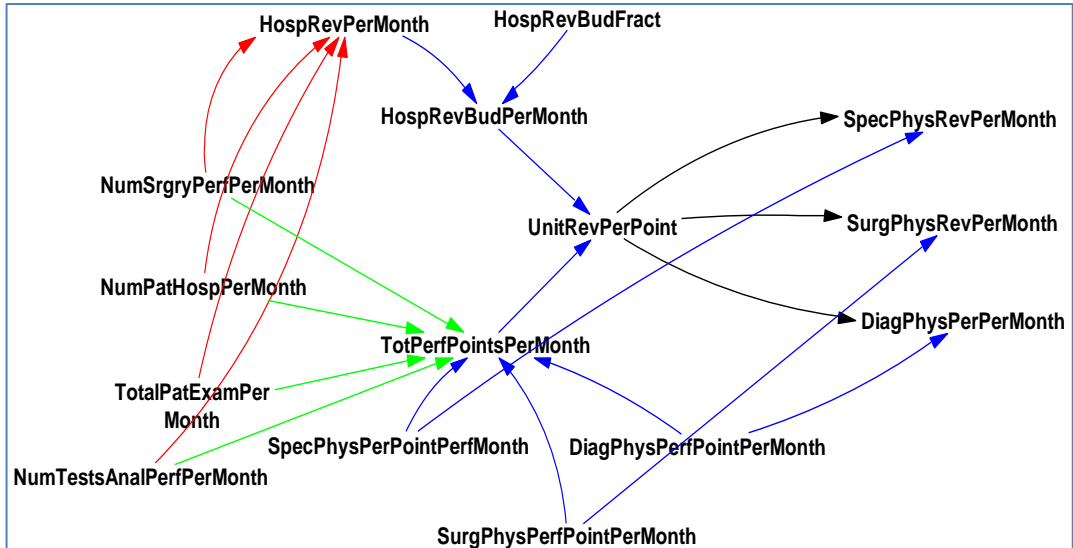 HospRevPerMonth
HospRevBudFract
HospRevBudPerMonth
SpecPhysRevPerMonth
NumSrgryPerfPerMonth
UnitRevPerPoint
SurgPhysRevPerMonth
NumPatHospPerMonth
DiagPhysPerPerMonth
TotPerfPointsPerMonth
TotalPatExamPer
Month
SpecPhysPerPointPerfMonth
DiagPhysPerfPointPerMonth
NumTestsAnalPerfPerMonth
SurgPhysPerfPointPerMonth